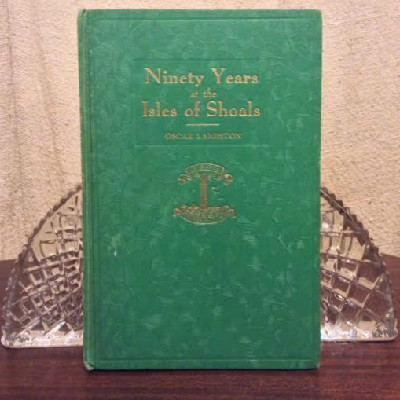 Ninety Years
at the
Isles of Shoals
OSCAR LAIGHTON